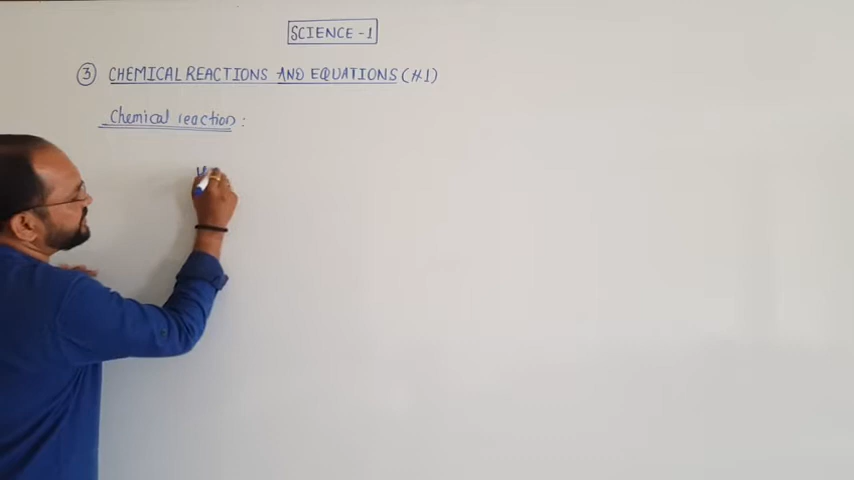 SCIENCE -1
3 CHEMICAL REACTIONS AND EQUATIONS (H.1)
Chemical reaction :